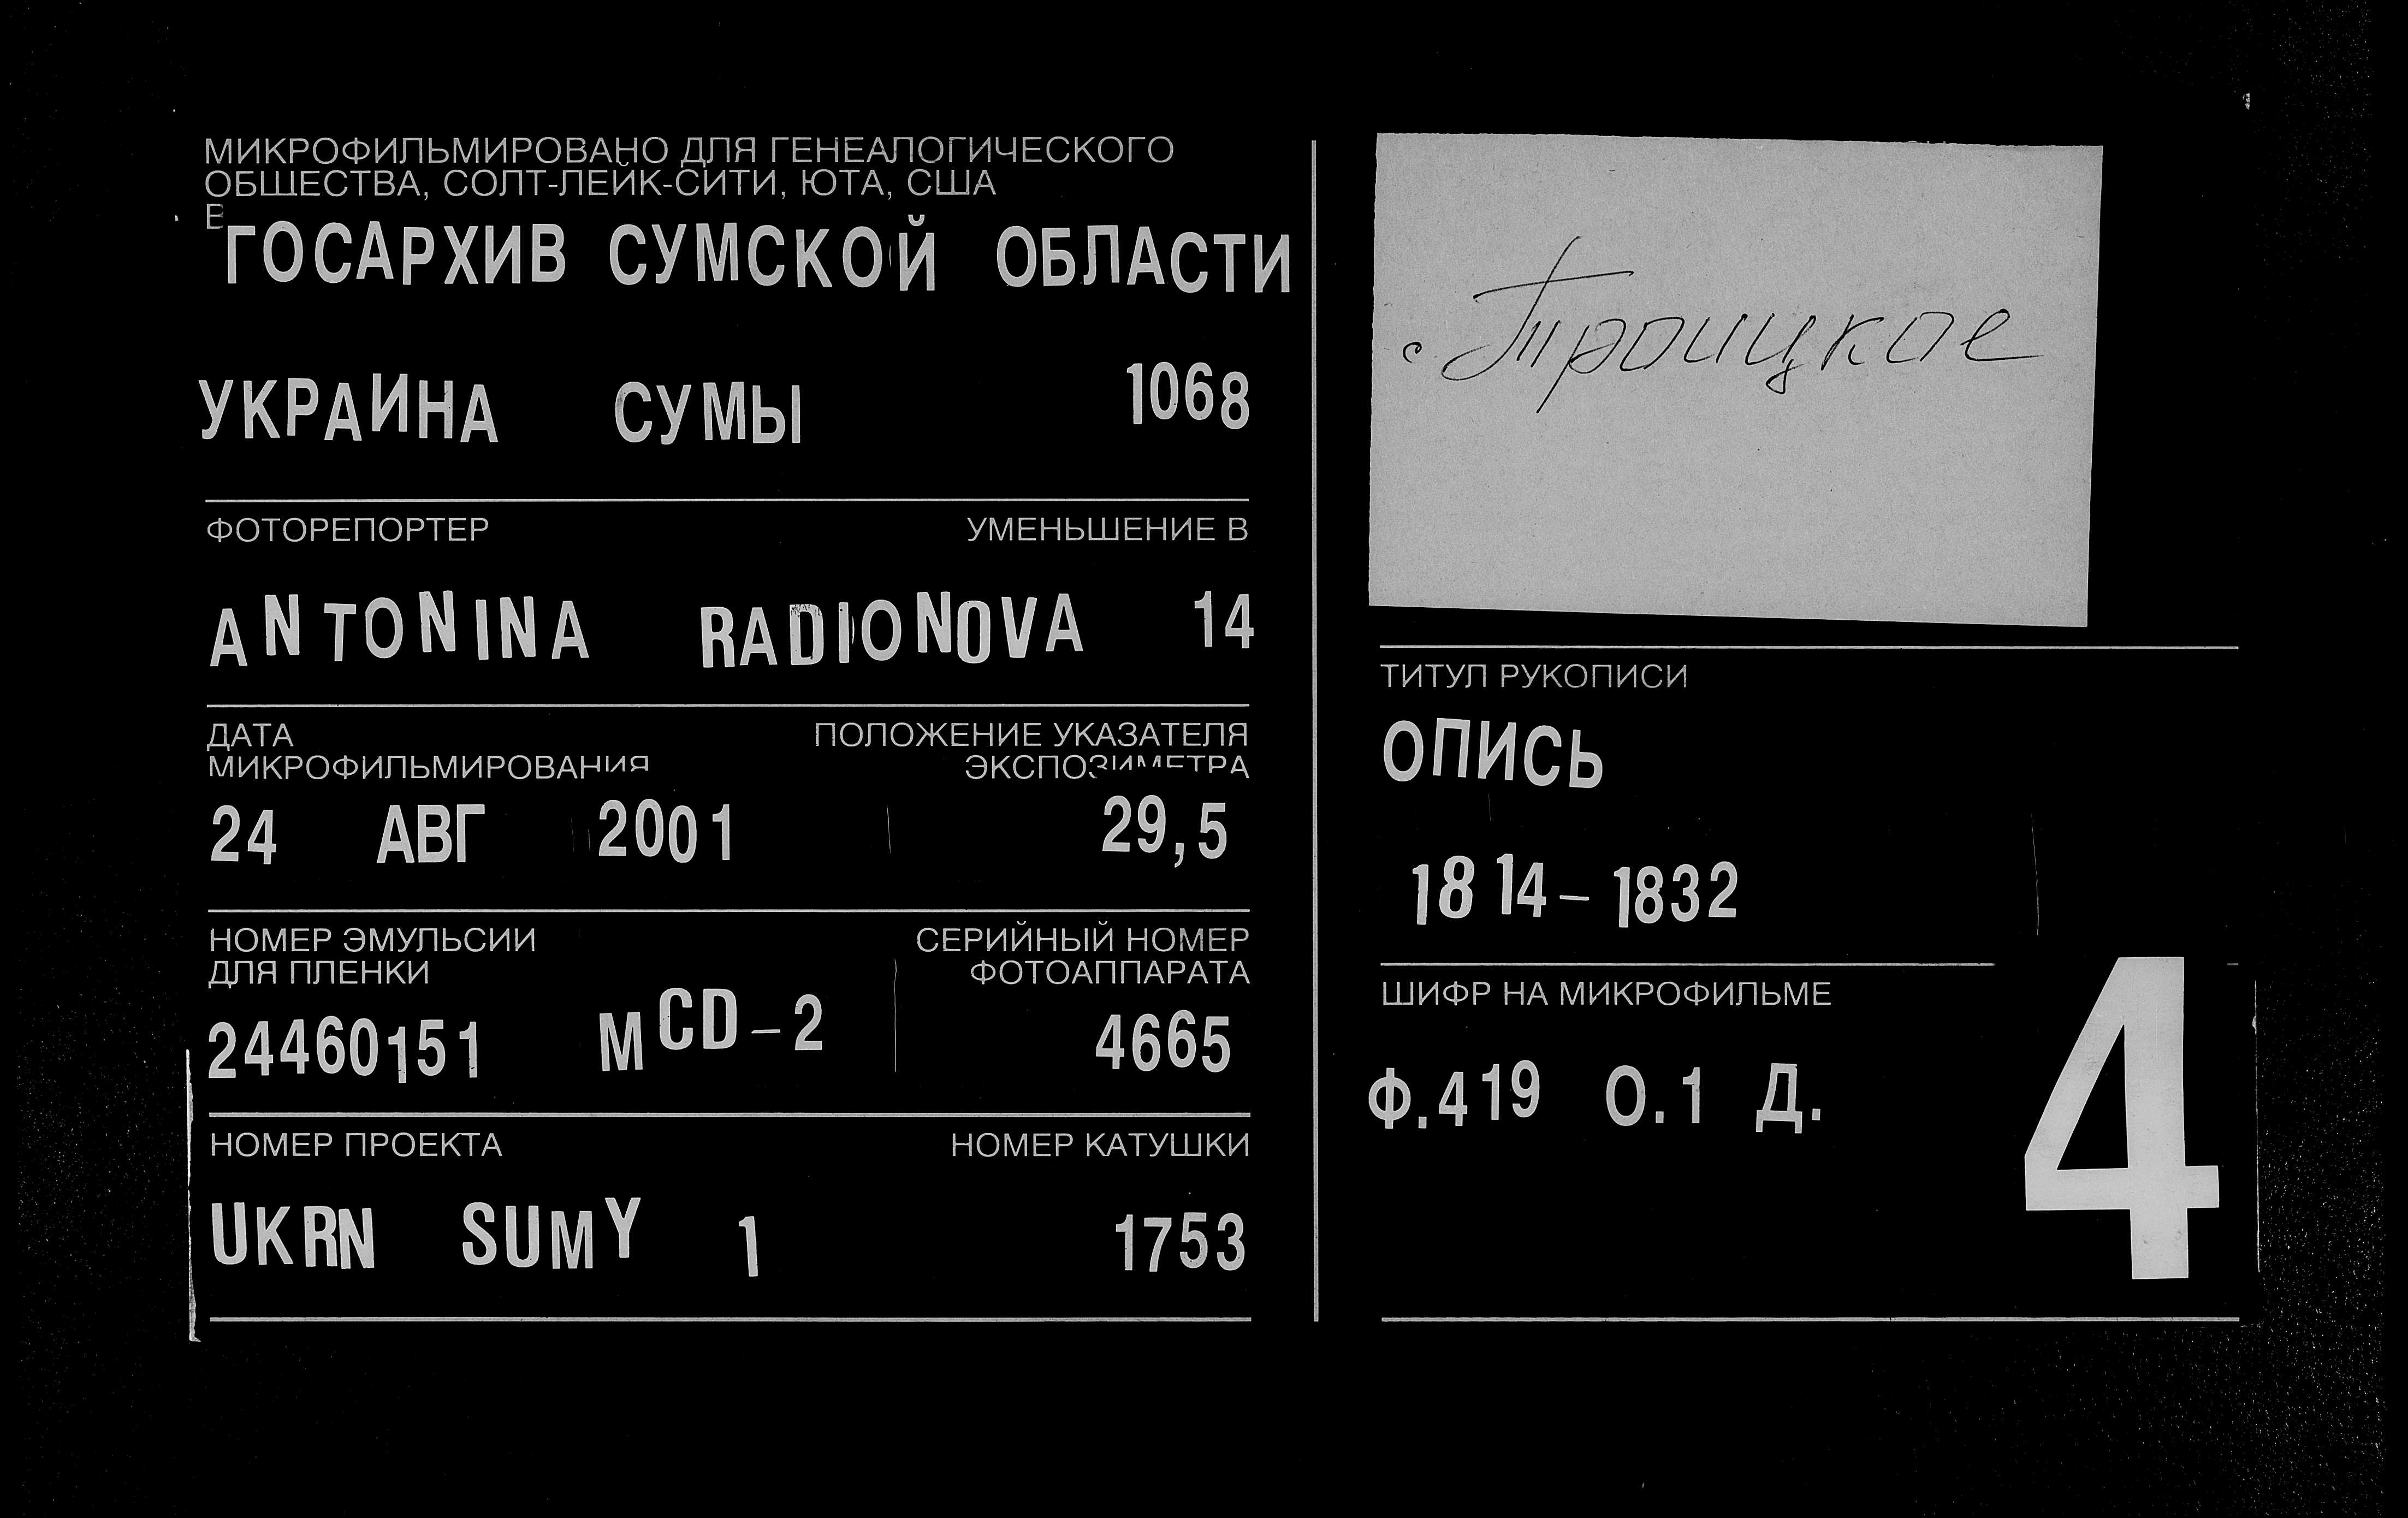 МИКРОФИЛЬМИРОВАНО ДЛЯ ГЕНЕАЛОГИЧЕСКОГО
ОБЩЕСТВА, СОЛТ-ЛЕЙК-СИТИ, ЮТА, США
В
ГОСАРХИВ СУМСКОЙ ОБЛАСТИ
УКРАИНА СУМЫ 1068
ФОТОРЕПОРТЕР УМЕНЬШЕНИЕ В
ANTONINA RADIONOVA 14
ДАТА ПОЛОЖЕНИЕ УКАЗАТЕЛЯ
МИКРОФИЛЬМИРОВАНИЯ ЭКСПОЗИМЕТРА
24 АВГ 2001 29,5
НОМЕР ЭМУЛЬСИИ СЕРИЙНЫЙ НОМЕР
ДЛЯ ПЛЕНКИ ФОТОАППАРАТА
24460151 MCD-2 4665
НОМЕР ПРОЕКТА НОМЕР КАТУШКИ
UKRN SUMY 1 1753
с. Троицкое
ТИТУЛ РУКОПИСИ
ОПИСЬ
1814-1832
ШИФР НА МИКРОФИЛЬМЕ
Ф.419 О.1 Д.
4